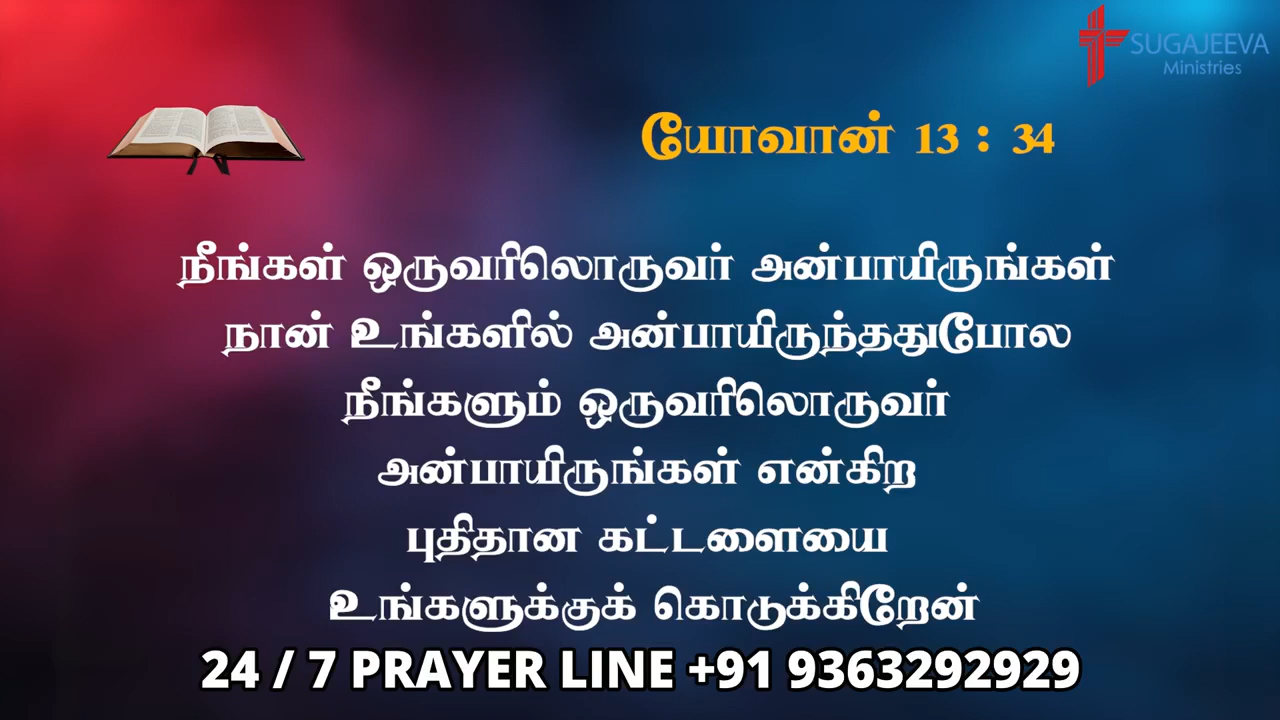 SUGAJEEVA
Ministries
யோவான் 13 : 34
நீங்கள் ஒருவரிலொருவர் அன்பாயிருங்கள்
நான் உங்களில் அன்பாயிருந்ததுபோல
நீங்களும் ஒருவரிலொருவர்
அன்பாயிருங்கள் என்கிற
புதிதான கட்டளையை
உங்களுக்குக் கொடுக்கிறேன்
24 / 7 PRAYER LINE +91 9363292929